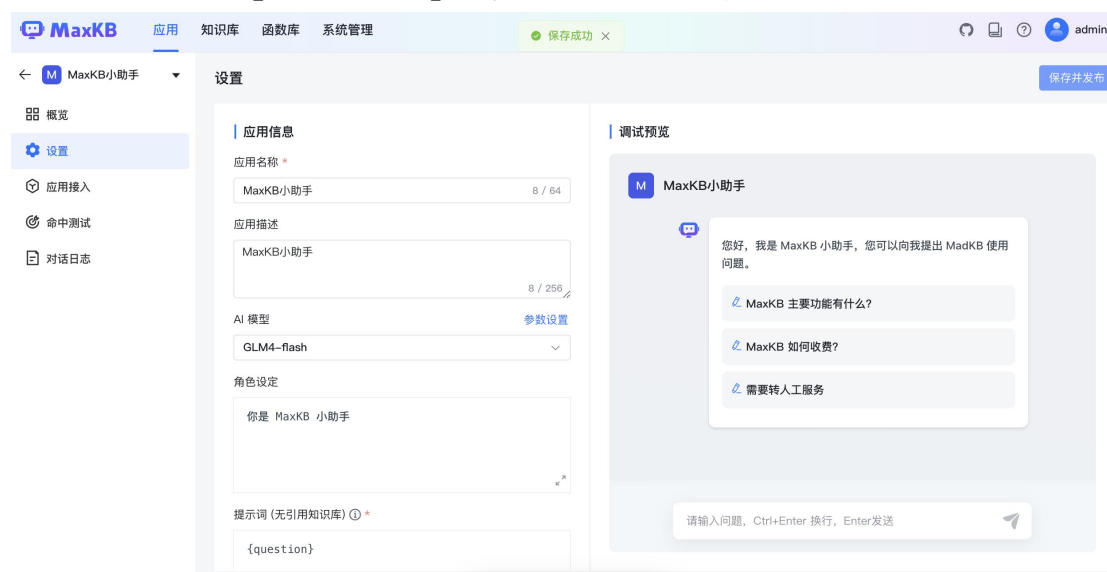 MaxKB
应用
知识库
函数库
系统管理
保存成功
admin
M
MaxKB小助手
概览
设置
应用接入
命中测试
对话日志
设置
保存并发布
应用信息
应用名称 *
MaxKB小助手
8 / 64
应用描述
MaxKB小助手
8 / 256
AI 模型
参数设置
GLM4-flash
角色设定
你是 MaxKB 小助手
提示词 (无引用知识库) *
{question}
调试预览
M
MaxKB小助手
您好，我是 MaxKB 小助手，您可以向我提出 MadKB 使用
问题。
MaxKB 主要功能有什么?
MaxKB 如何收费?
需要转人工服务
请输入问题，Ctrl+Enter 换行，Enter发送